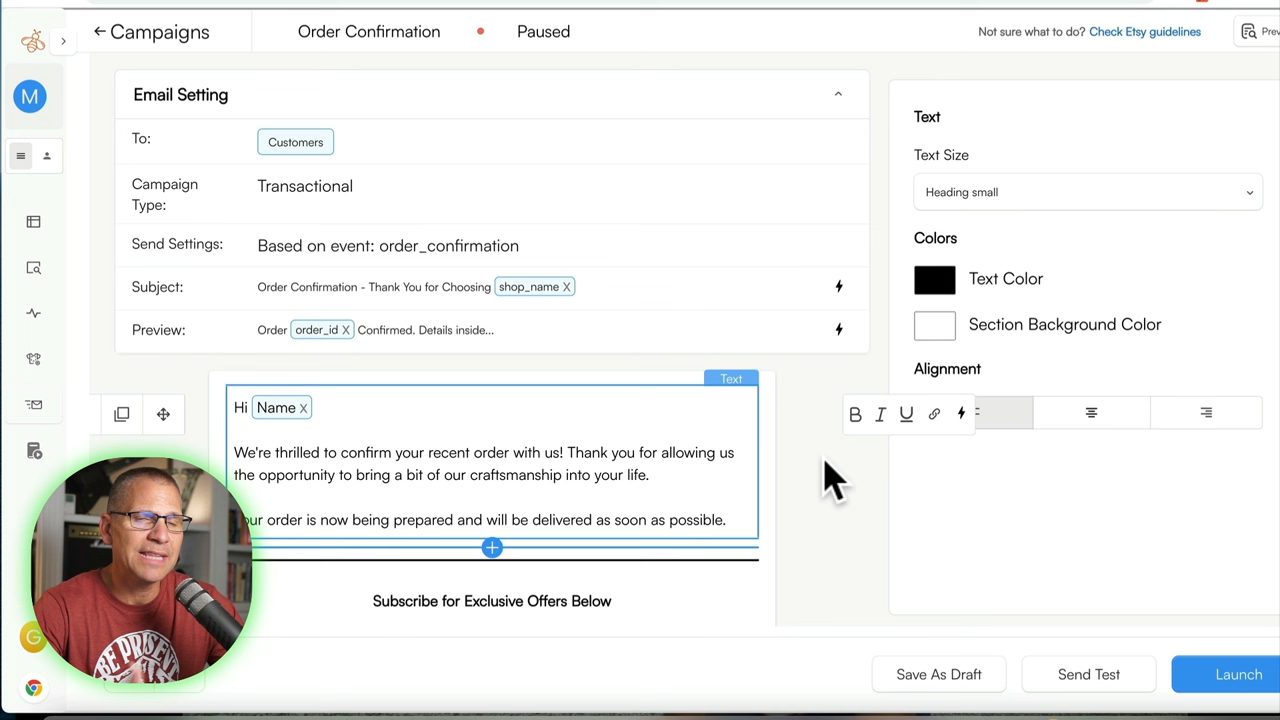 Campaigns
Order Confirmation
Paused
Not sure what to do? Check Etsy guidelines
M
Email Setting
To:
Customers
Campaign
Type:
Transactional
Send Settings:
Based on event: order_confirmation
Subject:
Order Confirmation - Thank You for Choosing shop_name X
Preview:
Order order_id X Confirmed. Details inside...
Text
Hi Name X
We're thrilled to confirm your recent order with us! Thank you for allowing us
the opportunity to bring a bit of our craftsmanship into your life.
order is now being prepared and will be delivered as soon as possible.
Subscribe for Exclusive Offers Below
Text
Text Size
Heading small
Colors
Text Color
Section Background Color
Alignment
B I U
BE PRESENT
G
Save As Draft
Send Test
Launch